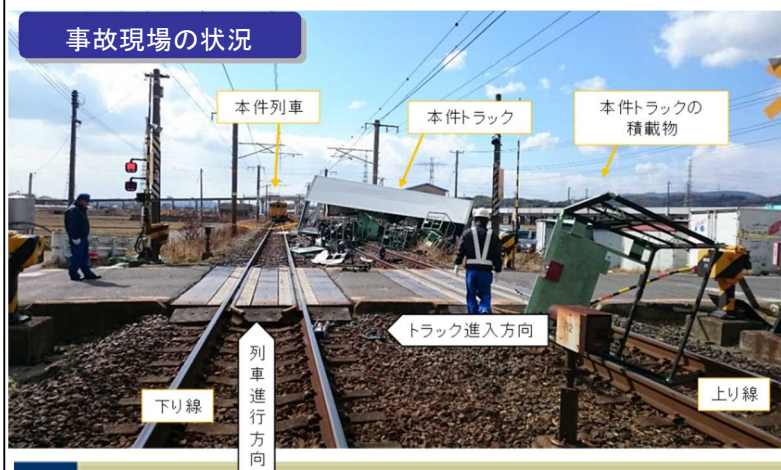 事故現場の状況
本件列車
本件トラック
本件トラックの
積載物
トラック進入方向
列車進行方向
下り線
上り線